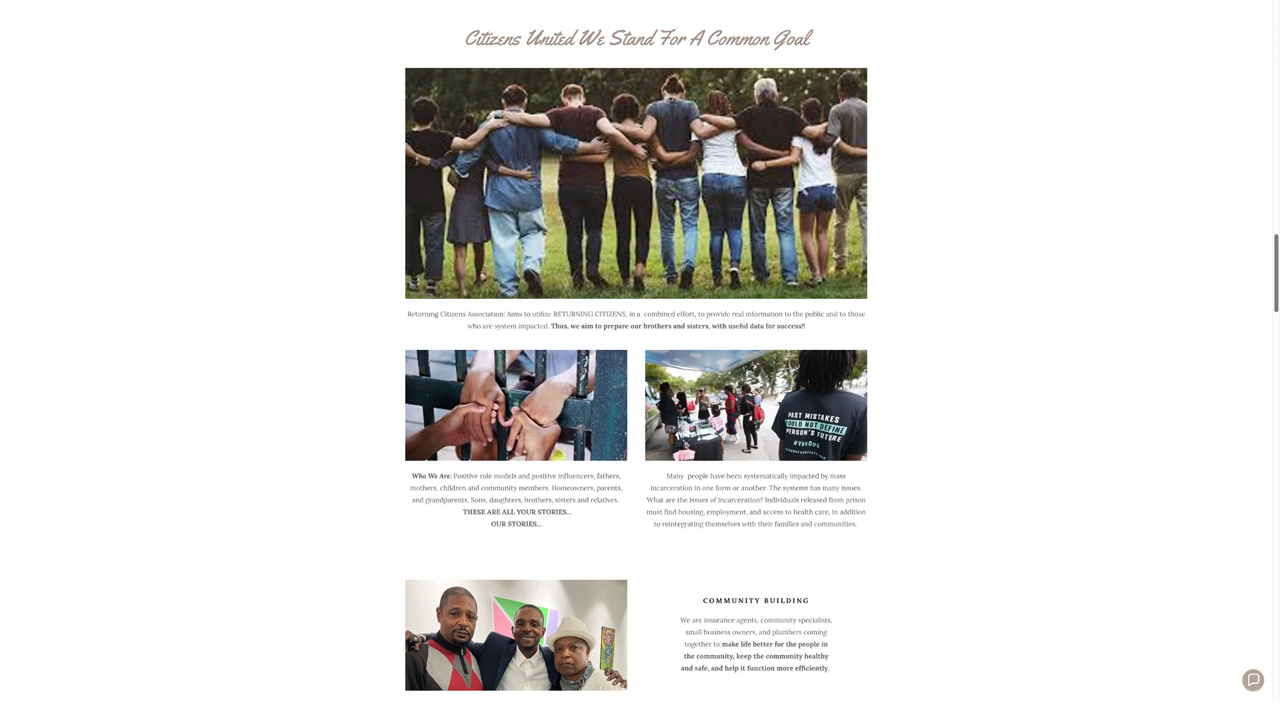 Citizens United We Stand For A Common Goal
Returning Citizens Association: Aims to utilize RETURNING CITIZENS, in a combined effort, to provide real information to the public and to those
who are system impacted. Thus, we aim to prepare our brothers and sisters, with useful data for success!!
PAST MISTAKES
SHOULD NOT DEFINE
A PERSON'S FUTURE
#YesOn4
Who We Are: Positive role models and positive influencers, fathers,
mothers, children and community members. Homeowners, parents,
and grandparents. Sons, daughters, brothers, sisters and relatives.
THESE ARE ALL YOUR STORIES...
OUR STORIES...
Many people have been systematically impacted by mass
incarceration in one form or another. The systems has many issues.
What are the issues of incarceration? Individuals released from prison
must find housing, employment, and access to health care, in addition
to reintegrating themselves with their families and communities.
COMMUNITY BUILDING
We are insurance agents, community specialists,
small business owners, and plumbers coming
together to make life better for the people in
the community, keep the community healthy
and safe, and help it function more efficiently.